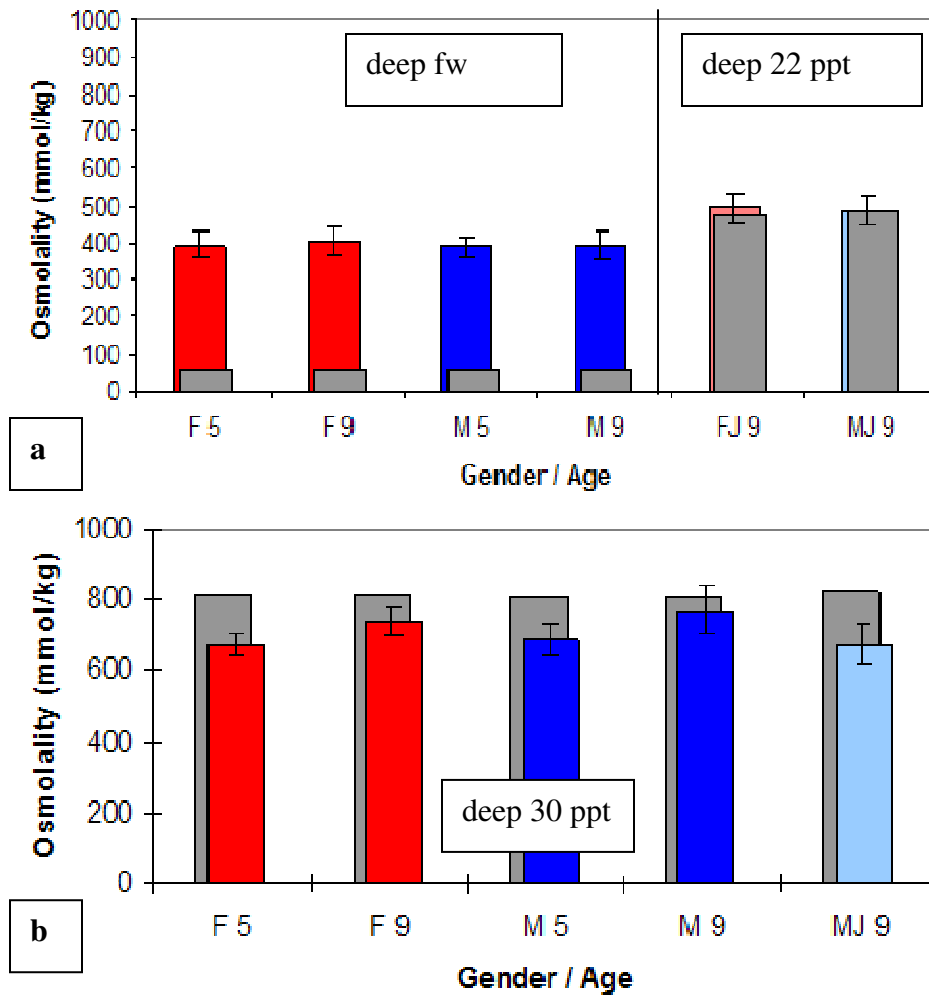 1000
900
800
700
600
500
400
300
200
100
0
Osmolality (mmol/kg)
deep fw
deep 22 ppt
F 5
F 9
M 5
M 9
FJ 9
MJ 9
a
Gender / Age
1000
800
600
400
200
0
Osmolality (mmol/kg)
deep 30 ppt
F 5
F 9
M 5
M 9
MJ 9
b
Gender / Age